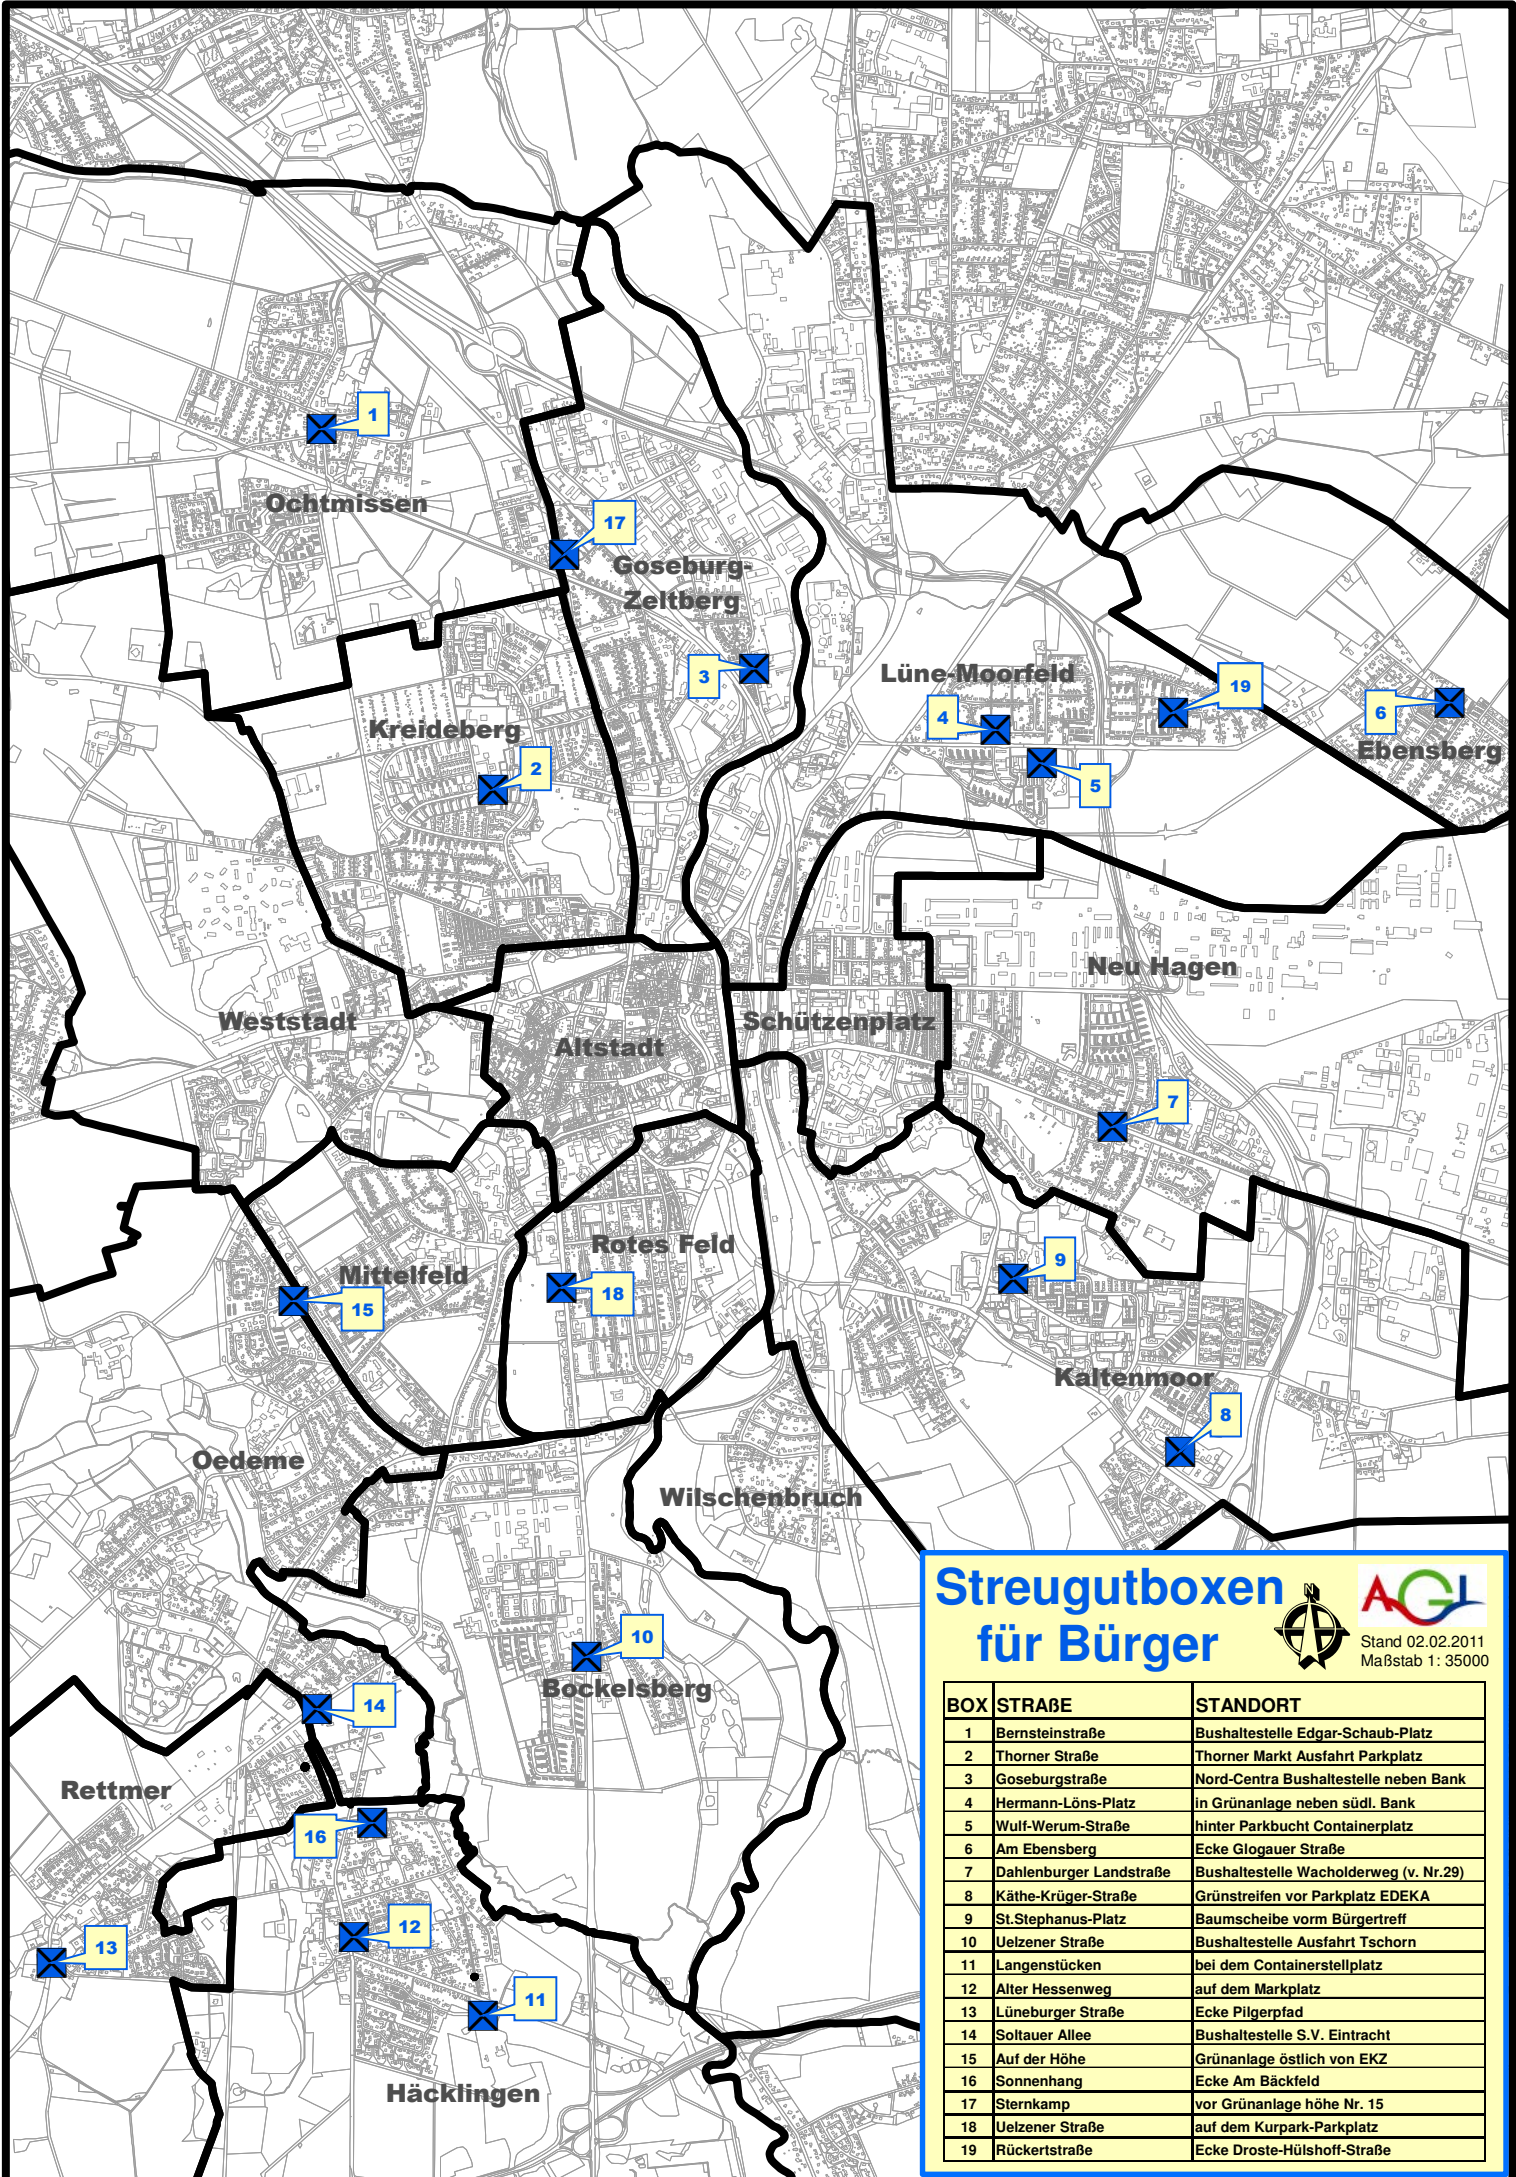 1
Ochtmissen
17
Goseburg-
Zeltberg
3
Lüne-Moorfeld
19
4
6
Ebensberg
5
Kreideberg
2
Neu Hagen
Weststadt
Altstadt
Schützenplatz
7
Rotes Feld
9
Mittelfeld
15
18
Kaltenmoor
8
Oedeme
Wilschenbruch
10
Bockelsberg
14
Rettmer
16
12
13
11
Häcklingen
Streugutboxen
für Bürger
N
AGL
Stand 02.02.2011
Maßstab 1: 35000
BOX STRAßE STANDORT
1 Bernsteinstraße Bushaltestelle Edgar-Schaub-Platz
2 Thorner Straße Thorner Markt Ausfahrt Parkplatz
3 Goseburgstraße Nord-Centra Bushaltestelle neben Bank
4 Hermann-Löns-Platz in Grünanlage neben südl. Bank
5 Wulf-Werum-Straße hinter Parkbucht Containerplatz
6 Am Ebensberg Ecke Glogauer Straße
7 Dahlenburger Landstraße Bushaltestelle Wacholderweg (v. Nr.29)
8 Käthe-Krüger-Straße Grünstreifen vor Parkplatz EDEKA
9 St.Stephanus-Platz Baumscheibe vorm Bürgertreff
10 Uelzener Straße Bushaltestelle Ausfahrt Tschorn
11 Langenstücken bei dem Containerstellplatz
12 Alter Hessenweg auf dem Markplatz
13 Lüneburger Straße Ecke Pilgerpfad
14 Soltauer Allee Bushaltestelle S.V. Eintracht
15 Auf der Höhe Grünanlage östlich von EKZ
16 Sonnenhang Ecke Am Bäckfeld
17 Sternkamp vor Grünanlage höhe Nr. 15
18 Uelzener Straße auf dem Kurpark-Parkplatz
19 Rückertstraße Ecke Droste-Hülshoff-Straße